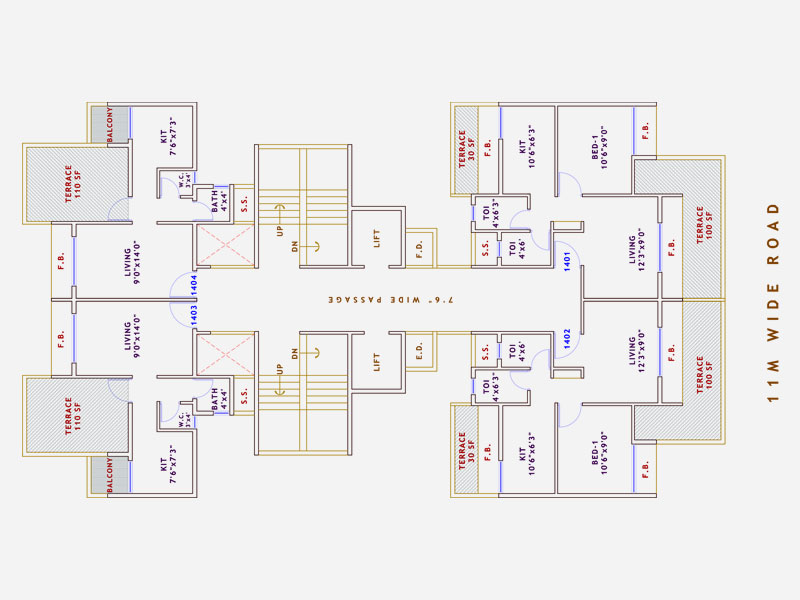 BALCONY
KIT
7'6"X7'3"
TERRACE
110 SF
W.C.
3'X4'
BATH
4'X4'
S.S.
F.B.
LIVING
9'0"X14'0"
1404
UP
DN
LIFT
F.D.
TERRACE
30 SF
F.B.
KIT
10'6"X6'3"
BED-1
10'6"X9'0"
F.B.
TOI
4'X6'3"
S.S.
TOI
4'X6'
1401
LIVING
12'3"X9'0"
F.B.
TERRACE
100 SF
7'.6" WIDE PASSAGE
11M WIDE ROAD
F.B.
LIVING
9'0"X14'0"
1403
TERRACE
110 SF
BATH
4'X4'
W.C.
3'X4'
S.S.
BALCONY
KIT
7'6"X7'3"
DN
UP
LIFT
E.D.
S.S.
TOI
4'X6'
TOI
4'X6'3"
1402
LIVING
12'3"X9'0"
F.B.
TERRACE
100 SF
TERRACE
30 SF
F.B.
KIT
10'6"X6'3"
BED-1
10'6"X9'0"
F.B.